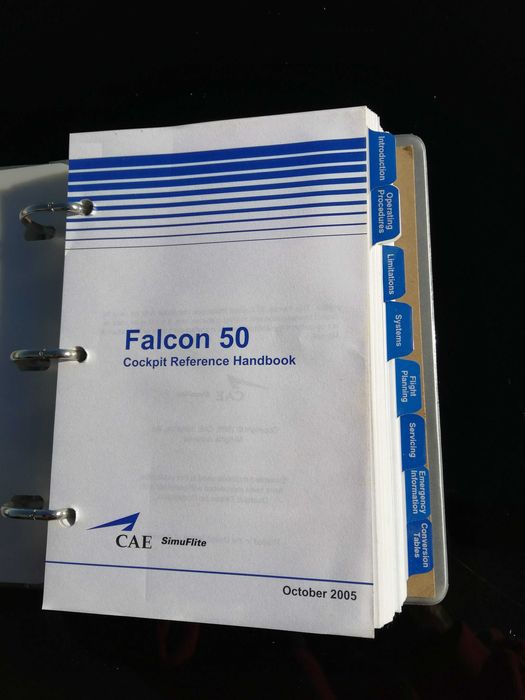 Falcon 50
Cockpit Reference Handbook
CAE SimuFlite
October 2005
Introduction
Operating
Procedures
Limitations
Systems
Flight
Planning
Servicing
Emergency
Information
Conversion
Tables